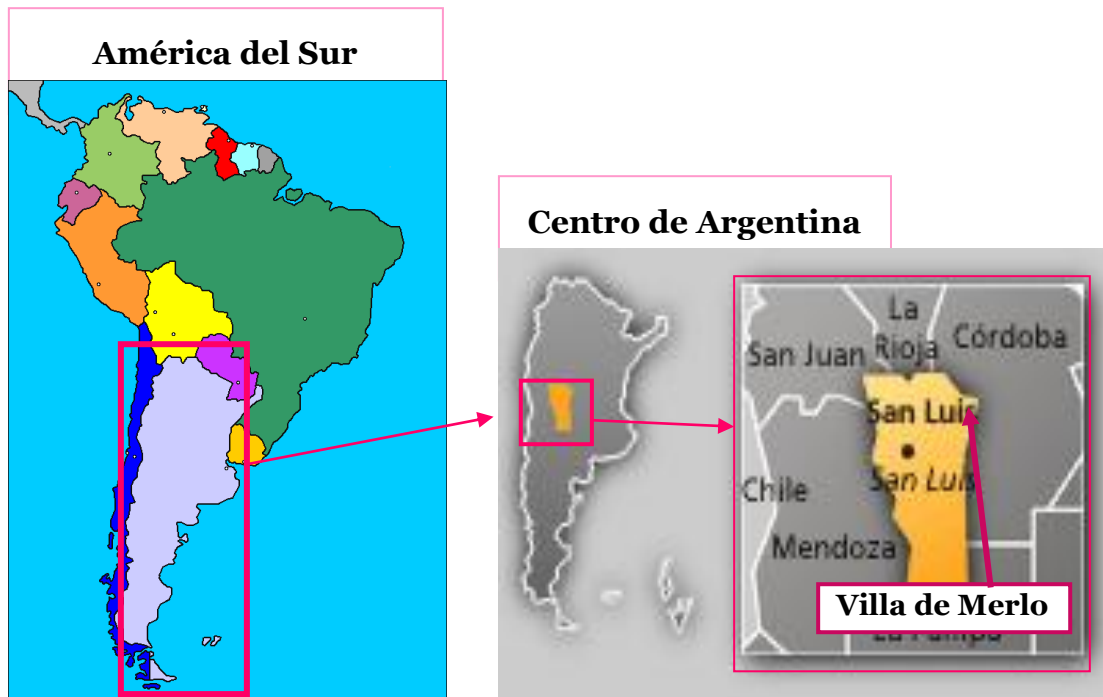 América del Sur
Centro de Argentina
La
Rioja
Córdoba
San Juan
San Luis
San Luis
Chile
Mendoza
Villa de Merlo
La Pampa